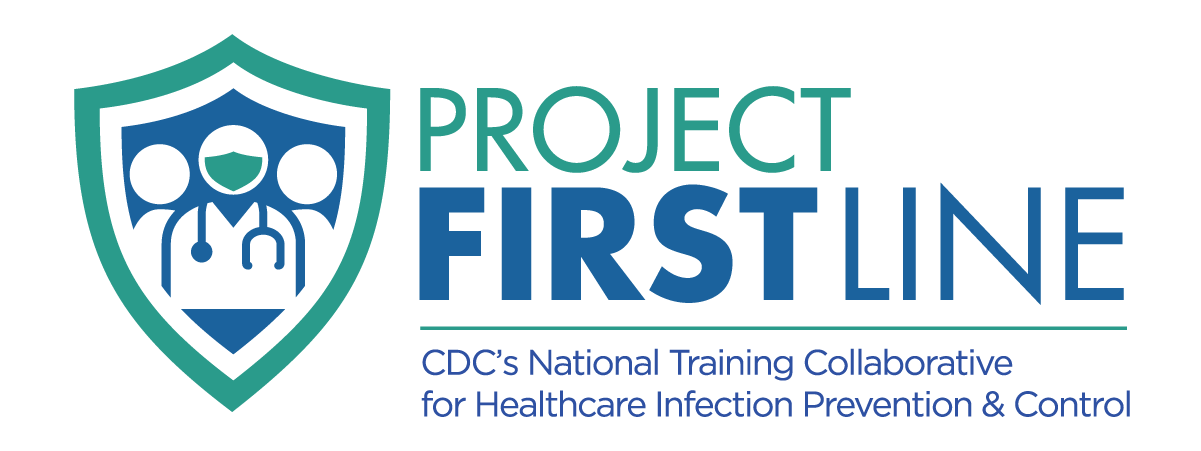 PROJECT
FIRSTLINE
CDC’s National Training Collaborative
for Healthcare Infection Prevention & Control